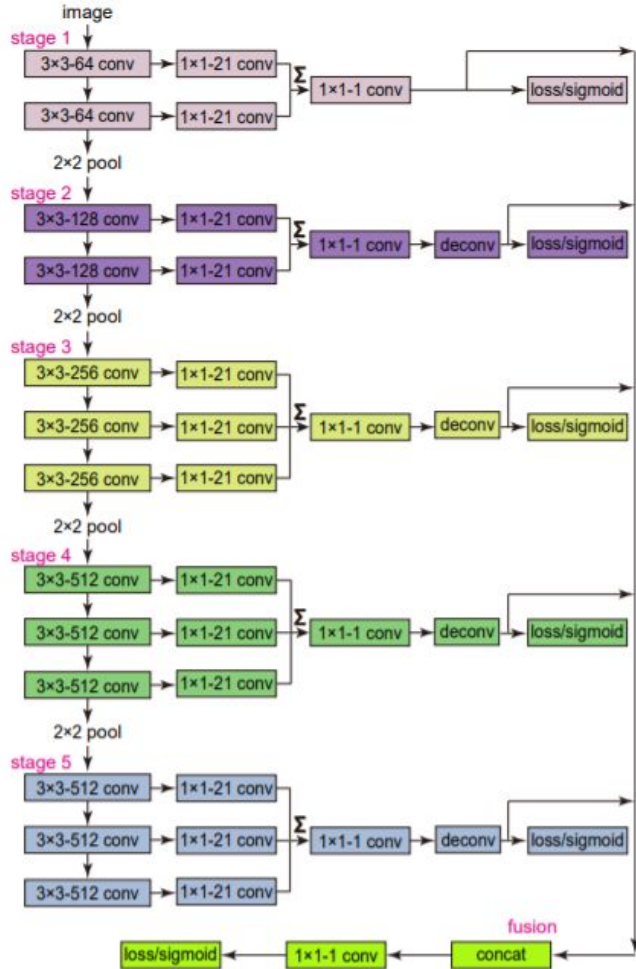 image
stage 1
3×3-64 conv 1×1-21 conv
Σ
1×1-1 conv loss/sigmoid
3×3-64 conv 1×1-21 conv
2×2 pool
stage 2
3×3-128 conv 1×1-21 conv
Σ
1×1-1 conv deconv loss/sigmoid
3×3-128 conv 1×1-21 conv
2×2 pool
stage 3
3×3-256 conv 1×1-21 conv
Σ
3×3-256 conv 1×1-21 conv 1×1-1 conv deconv loss/sigmoid
3×3-256 conv 1×1-21 conv
2×2 pool
stage 4
3×3-512 conv 1×1-21 conv
Σ
3×3-512 conv 1×1-21 conv 1×1-1 conv deconv loss/sigmoid
3×3-512 conv 1×1-21 conv
2×2 pool
stage 5
3×3-512 conv 1×1-21 conv
Σ
3×3-512 conv 1×1-21 conv 1×1-1 conv deconv loss/sigmoid
3×3-512 conv 1×1-21 conv
fusion
loss/sigmoid 1×1-1 conv concat